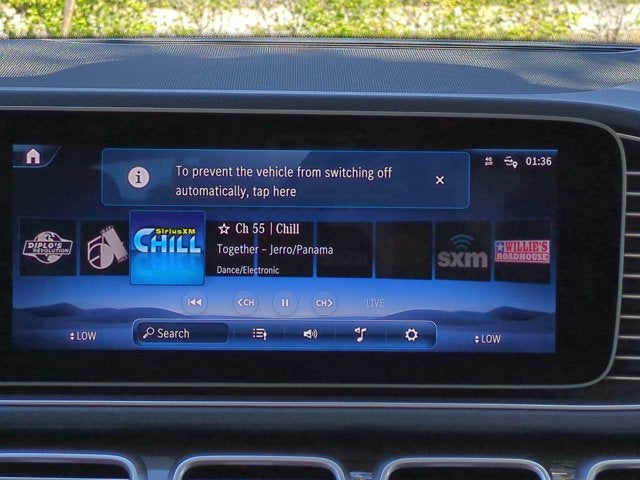 To prevent the vehicle from switching off
automatically, tap here
4G
01:36
DIPLO'S
REVOLUTION
SiriusXM
CHILL
Ch 55 | Chill
Together - Jerro/Panama
Dance/Electronic
sxm
WILLIE'S
ROADHOUSE
CH
CH
LIVE
LOW
Search
LOW